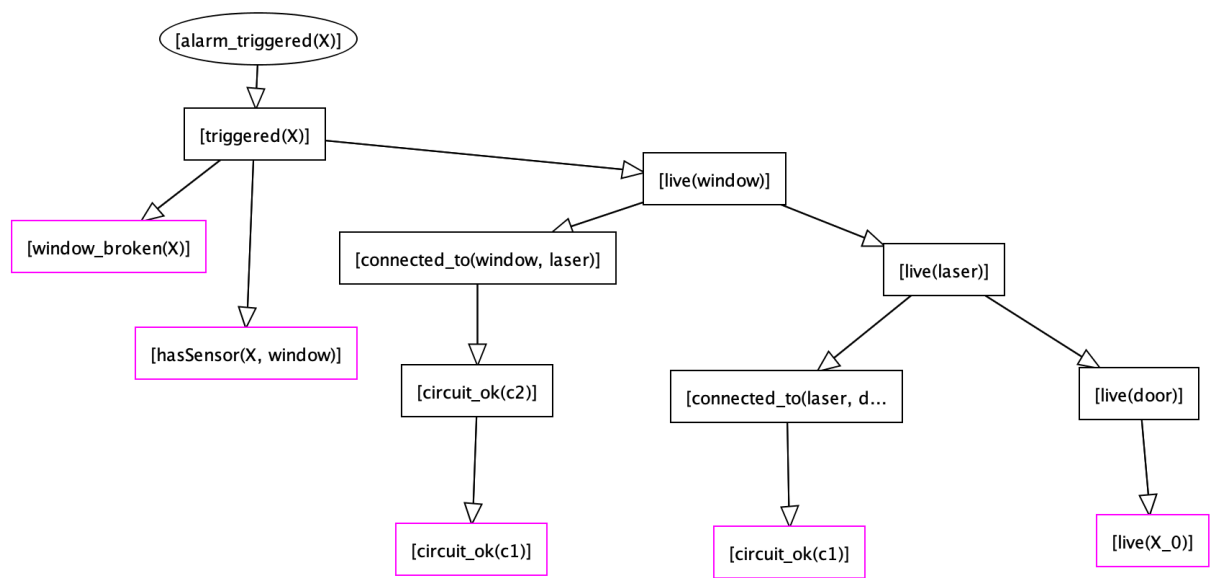 [alarm_triggered(X)]
[triggered(X)]
[live(window)]
[window_broken(X)]
[connected_to(window, laser)]
[live(laser)]
[hasSensor(X, window)]
[circuit_ok(c2)]
[connected_to(laser, d...
[live(door)]
[circuit_ok(c1)]
[circuit_ok(c1)]
[live(X_0)]